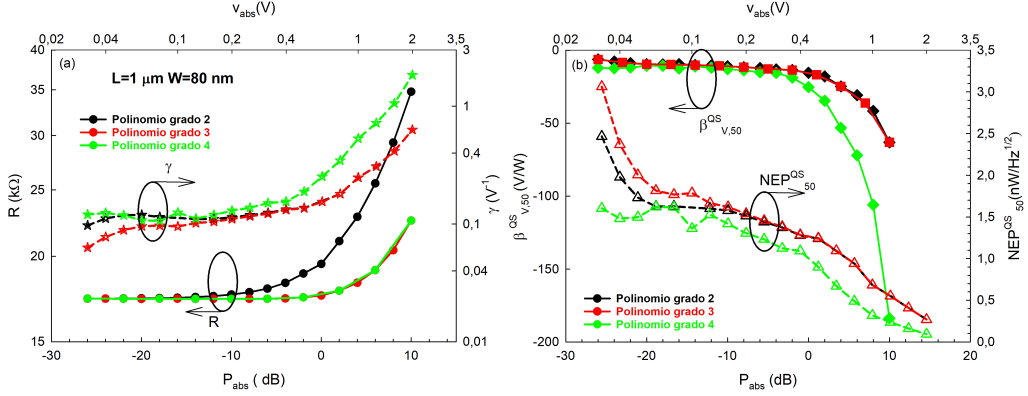 v_abs(V)
0,02 0,04 0,1 0,2 0,4 1 2 3,5
(a)
L=1 μm W=80 nm
Polinomio grado 2
Polinomio grado 3
Polinomio grado 4
γ
R
R (kΩ)
40
35
30
25
20
15
γ (V⁻¹)
3
1
0,4
0,1
0,04
0,01
-30 -20 -10 0 10
P_abs ( dB)
v_abs(V)
0,02 0,04 0,1 0,2 0,4 1 2 3,5
(b)
β^QS_V,50
NEP^QS_50
Polinomio grado 2
Polinomio grado 3
Polinomio grado 4
β^QS_V,50 (V/W)
0
-50
-100
-150
-200
NEP^QS_50(nW/Hz^1/2)
3,5
3,0
2,5
2,0
1,5
1,0
0,5
0,0
-30 -20 -10 0 10 20
P_abs ( dB)